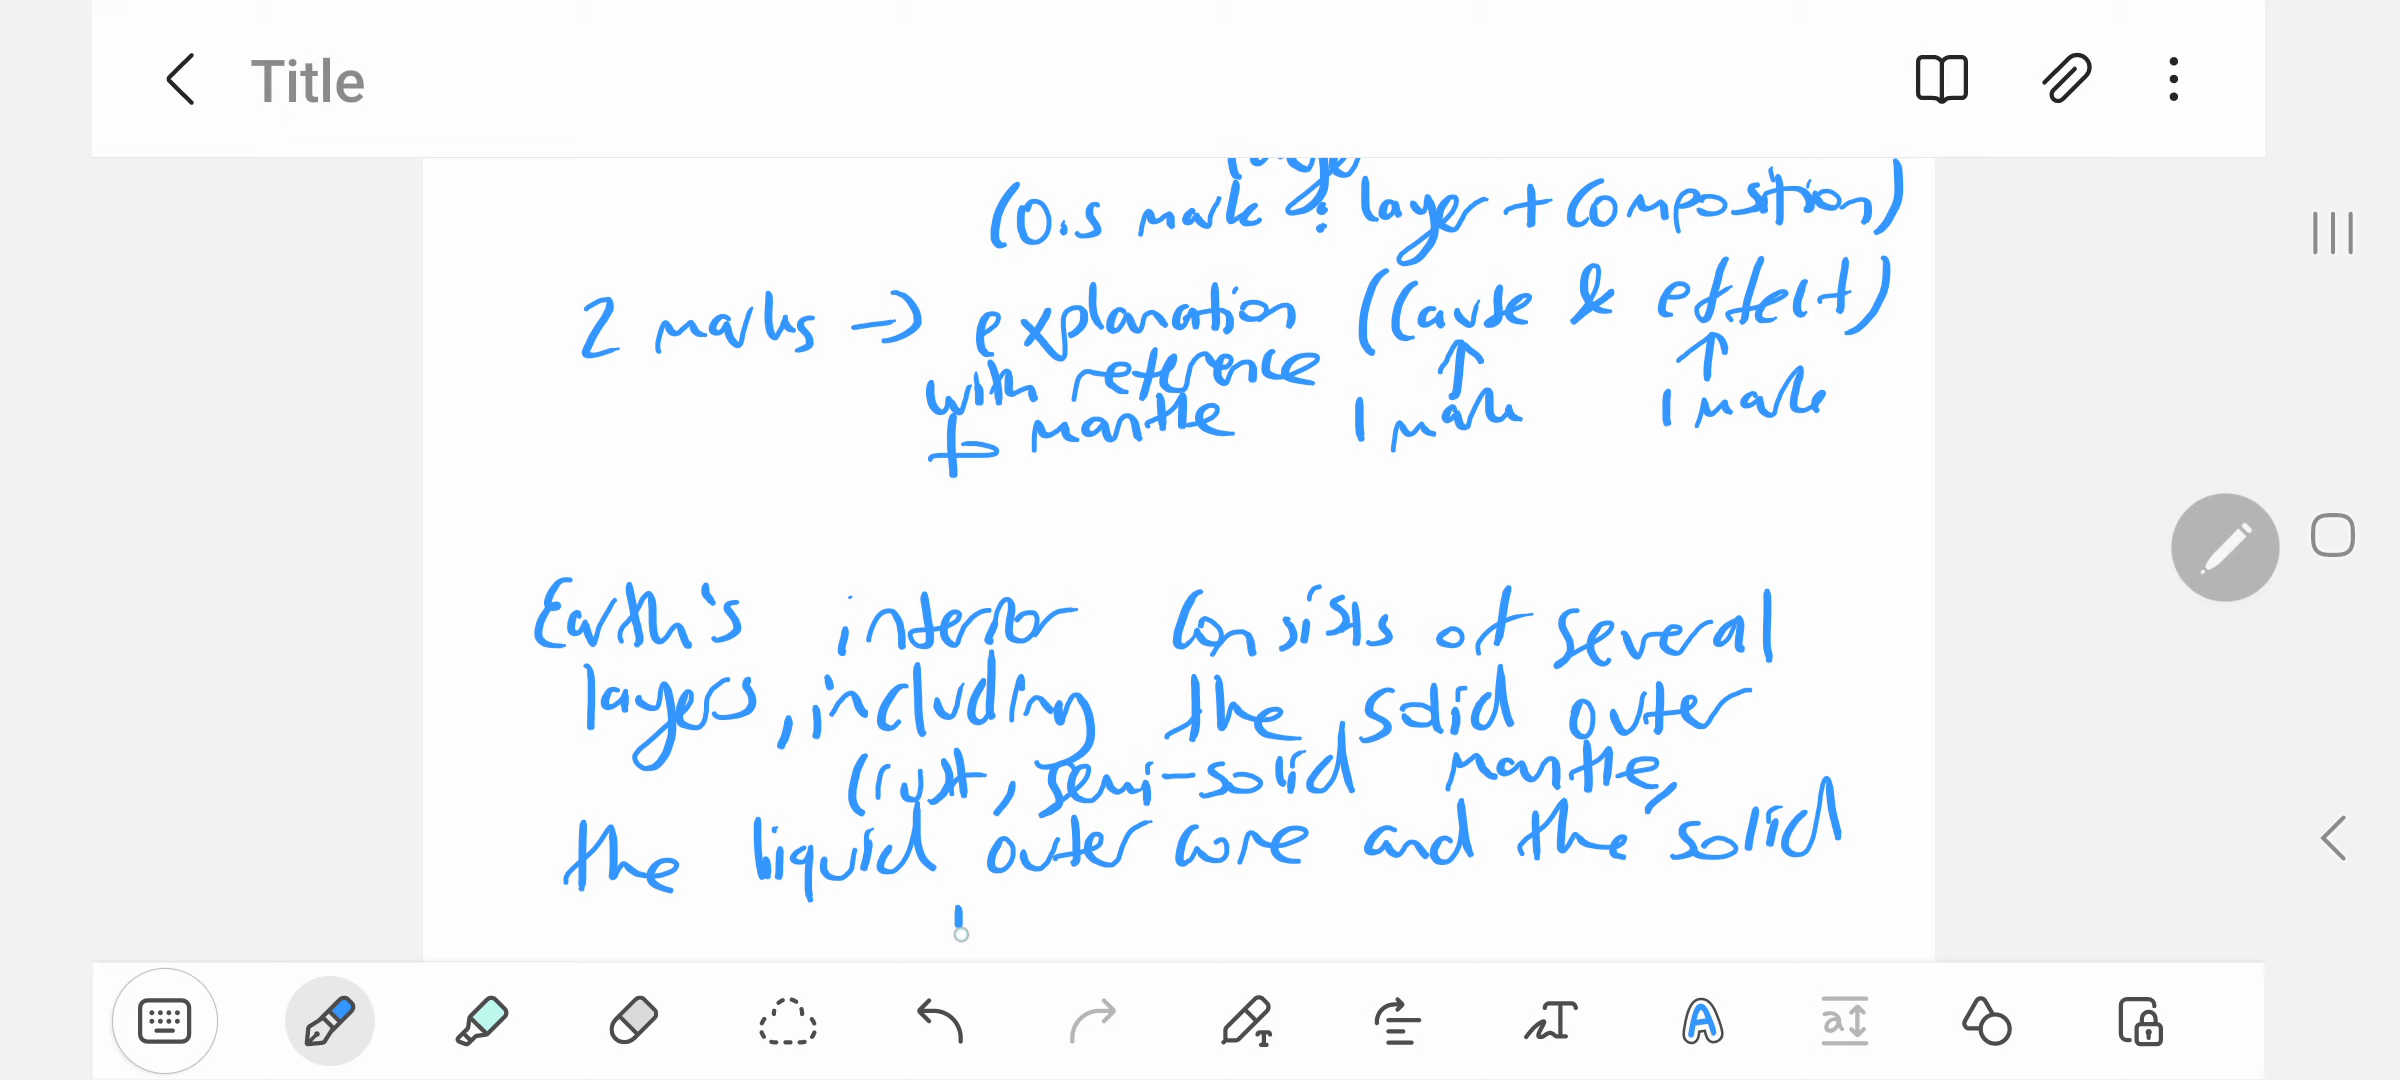 Title
(0.5 mark : layer + composition)
2 marks → explanation (cause & effect)
with reference
to mantle
1 mark
1 mark
Earth's interior consists of several
layers, including the solid outer
crust, semi-solid mantle,
the liquid outer core and the solid